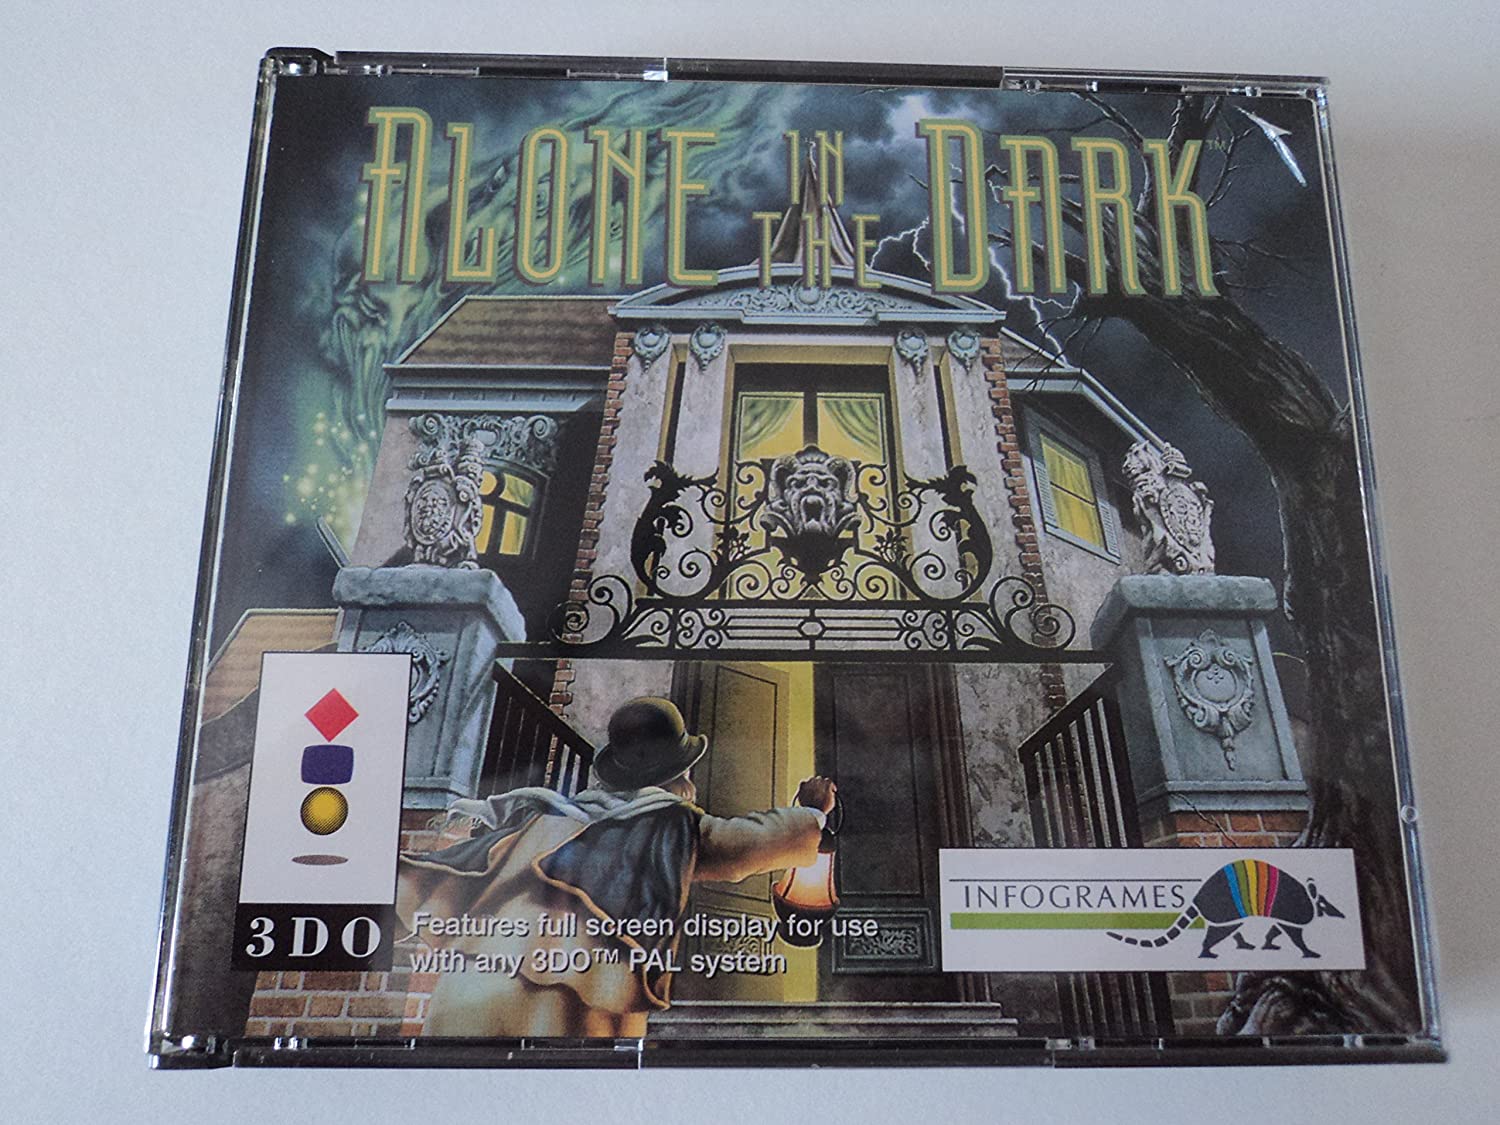 ALONE IN THE DARK™
3DO
Features full screen display for use
with any 3DO™ PAL system
INFOGRAMES